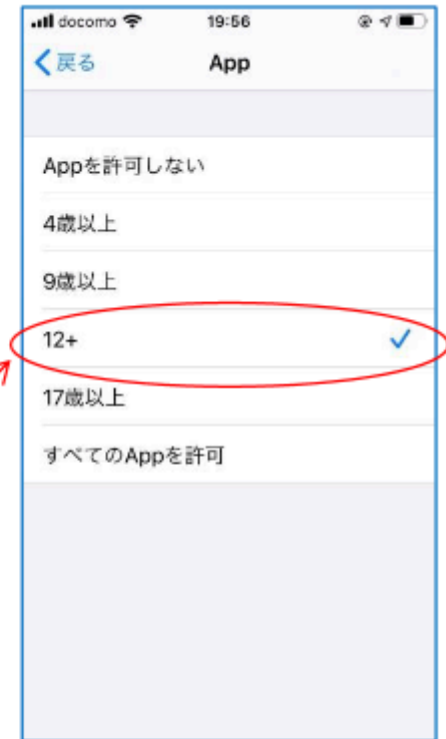 docomo 19:56
戻る App
Appを許可しない
4歳以上
9歳以上
12+
17歳以上
すべてのAppを許可